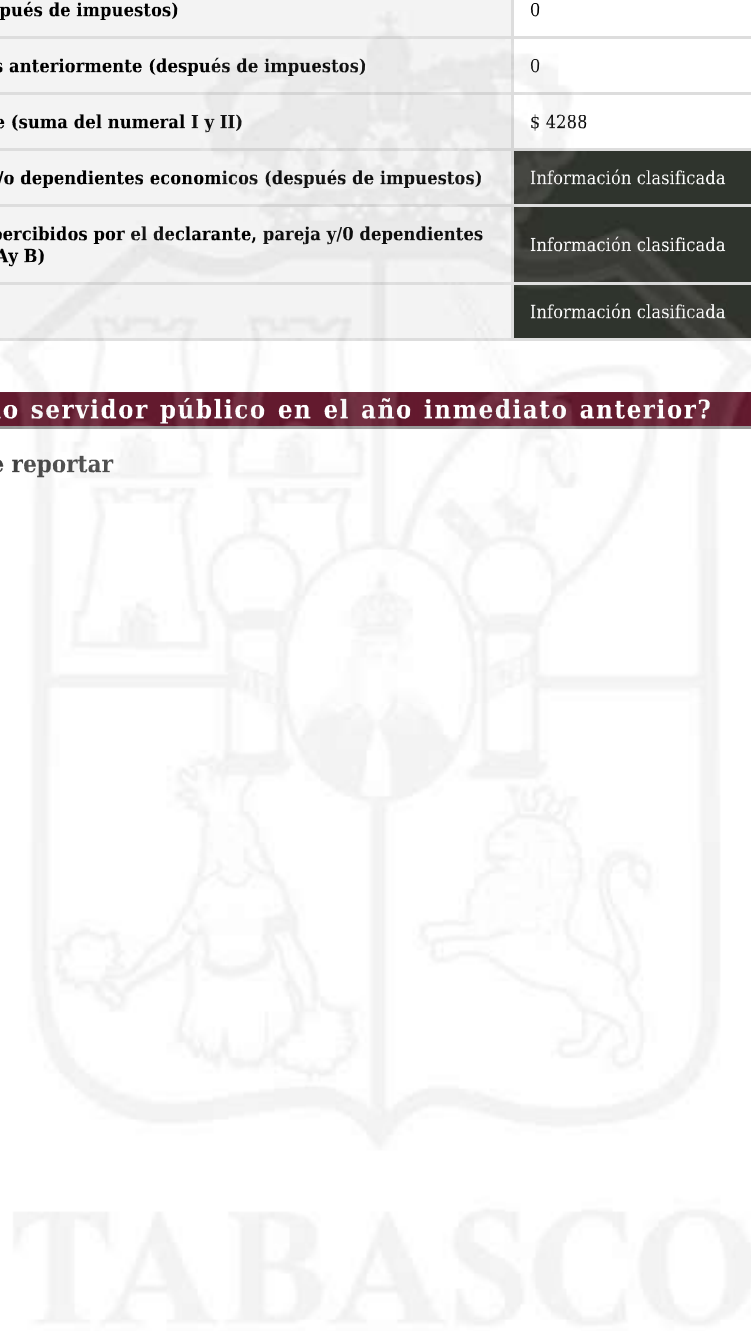 pués de impuestos) 0
s anteriormente (después de impuestos) 0
e (suma del numeral I y II) $ 4288
/o dependientes economicos (después de impuestos) Información clasificada
percibidos por el declarante, pareja y/0 dependientes
Ay B) Información clasificada
Información clasificada
o servidor público en el año inmediato anterior?
e reportar
TABASCO